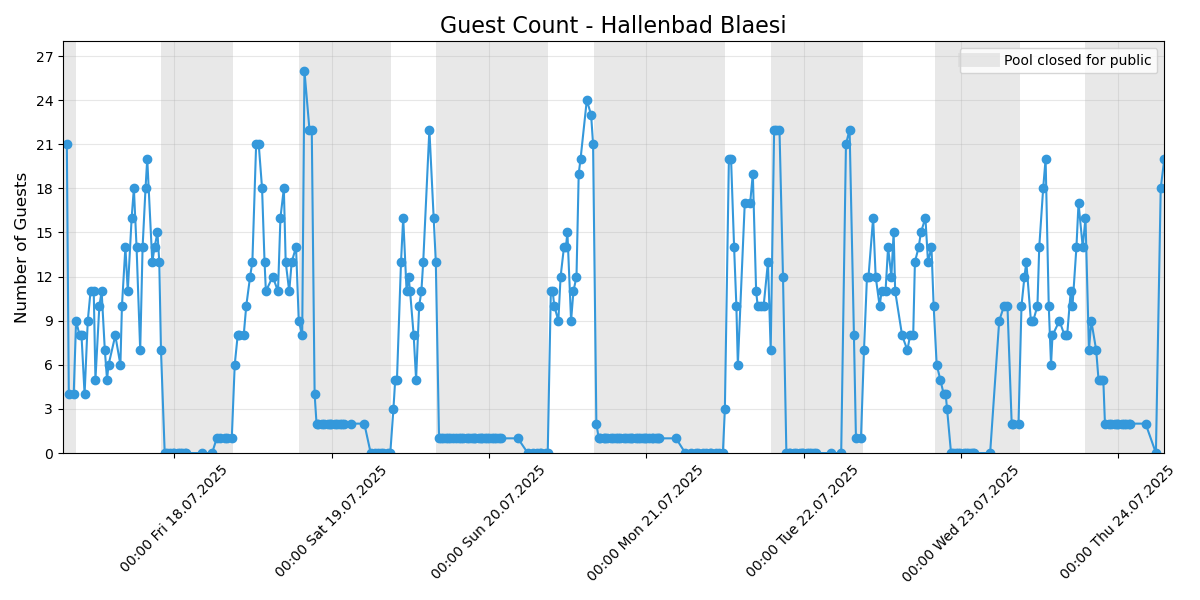 Guest Count - Hallenbad Blaesi
Pool closed for public
Number of Guests
27
24
21
18
15
12
9
6
3
0
00:00 Fri 18.07.2025
00:00 Sat 19.07.2025
00:00 Sun 20.07.2025
00:00 Mon 21.07.2025
00:00 Tue 22.07.2025
00:00 Wed 23.07.2025
00:00 Thu 24.07.2025